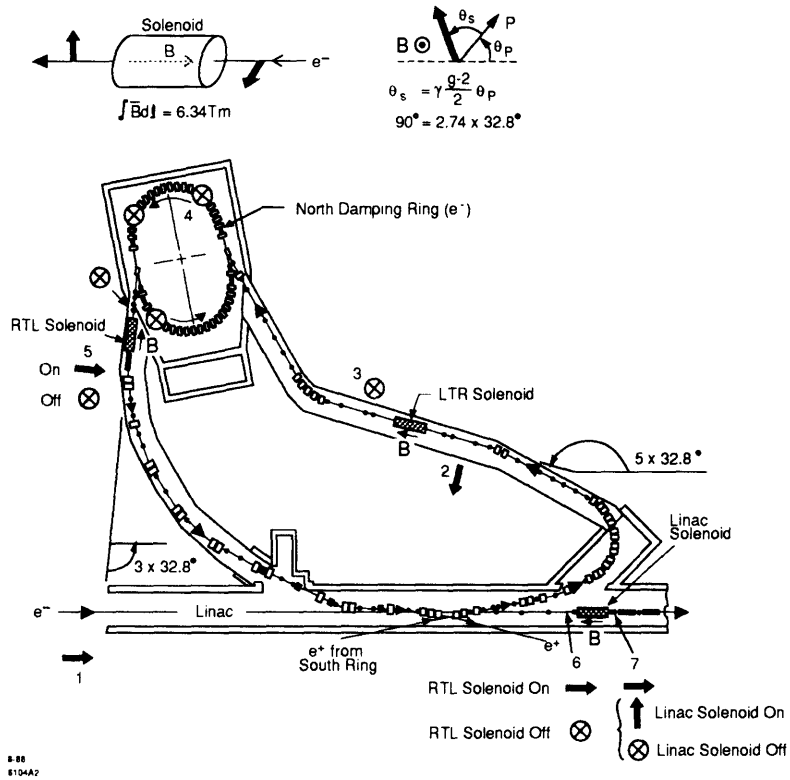 Solenoid
B
e⁻
∫B̄dℓ = 6.34Tm
θs P
B θP
θs = γ g-2/2 θP
90° = 2.74 x 32.8°
4
North Damping Ring (e⁻)
RTL Solenoid
B
5
On
Off
3
LTR Solenoid
B
2
5 x 32.8°
Linac
Solenoid
3 x 32.8°
e⁻
Linac
B
e⁺ from
South Ring
e⁺
6
7
1
RTL Solenoid On
Linac Solenoid On
RTL Solenoid Off
Linac Solenoid Off
8-88
6104A2